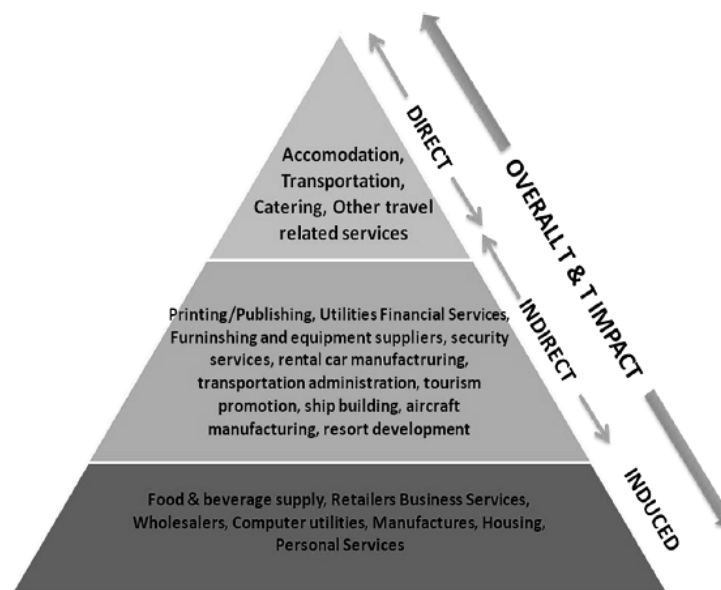 Accomodation,
Transportation,
Catering, Other travel
related services
Printing/Publishing, Utilities Financial Services,
Furninshing and equipment suppliers, security
services, rental car manufactruring,
transportation administration, tourism
promotion, ship building, aircraft
manufacturing, resort development
Food & beverage supply, Retailers Business Services,
Wholesalers, Computer utilities, Manufactures, Housing,
Personal Services
DIRECT
INDIRECT
INDUCED
OVERALL T & T IMPACT